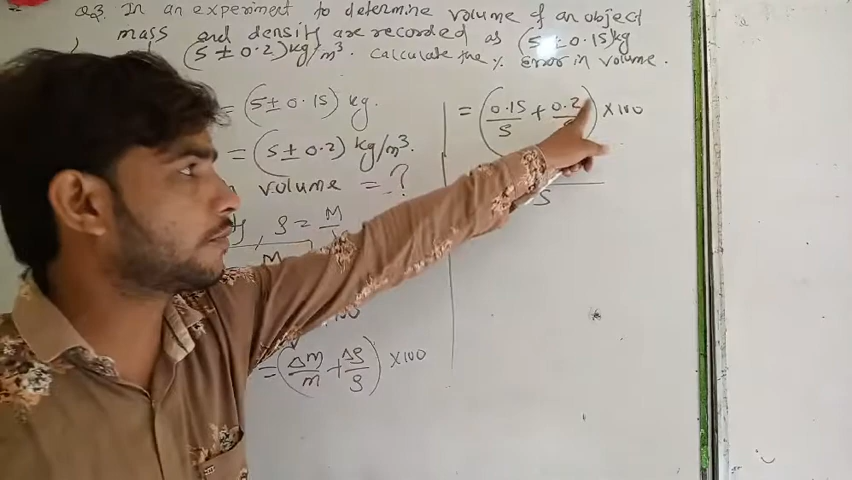 Q3. In an experiment to determine volume of an object
mass and density are recorded as (5 ± 0.15)kg
(5 ± 0.2)kg/m³. Calculate the % Error in volume.
= (5 ± 0.15) kg.
= (5 ± 0.2) kg/m³.
volume = ?
, ρ = M
M
= (Δm/m + Δρ/ρ) × 100
= (0.15/5 + 0.2/5) × 100
5